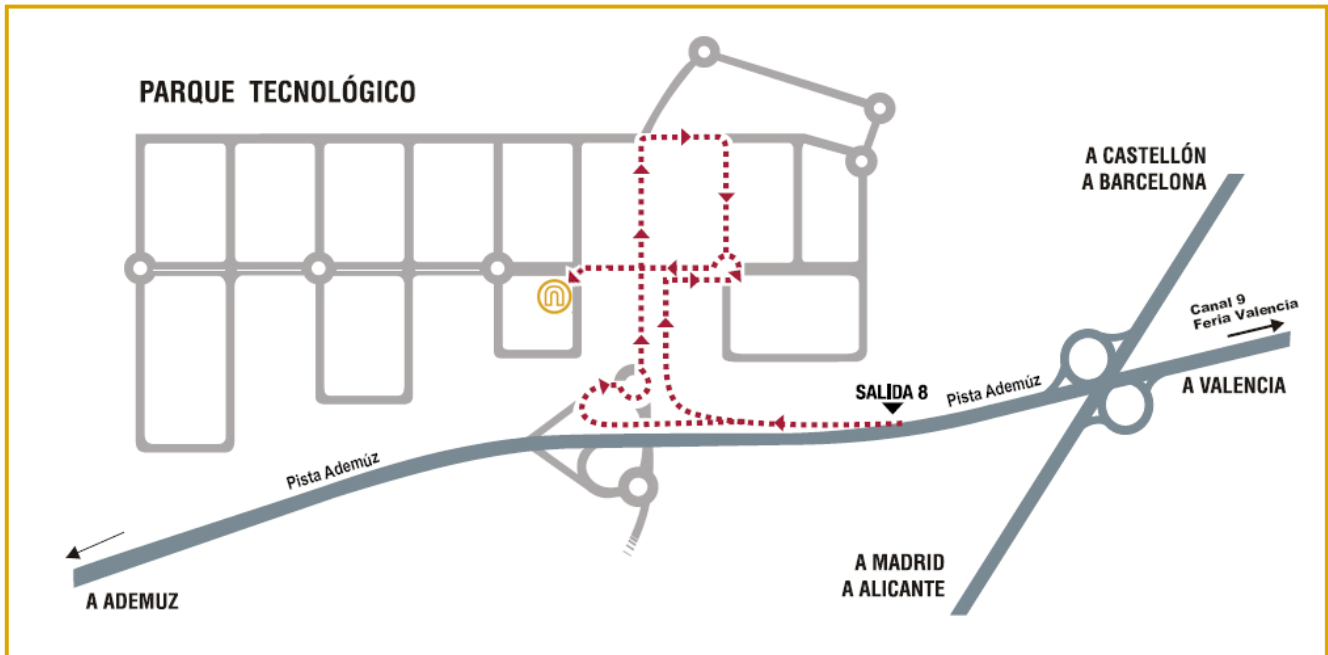 PARQUE TECNOLÓGICO
A CASTELLÓN
A BARCELONA
Canal 9
Feria Valencia
A VALENCIA
SALIDA 8
Pista Ademúz
Pista Ademúz
A MADRID
A ALICANTE
A ADEMUZ